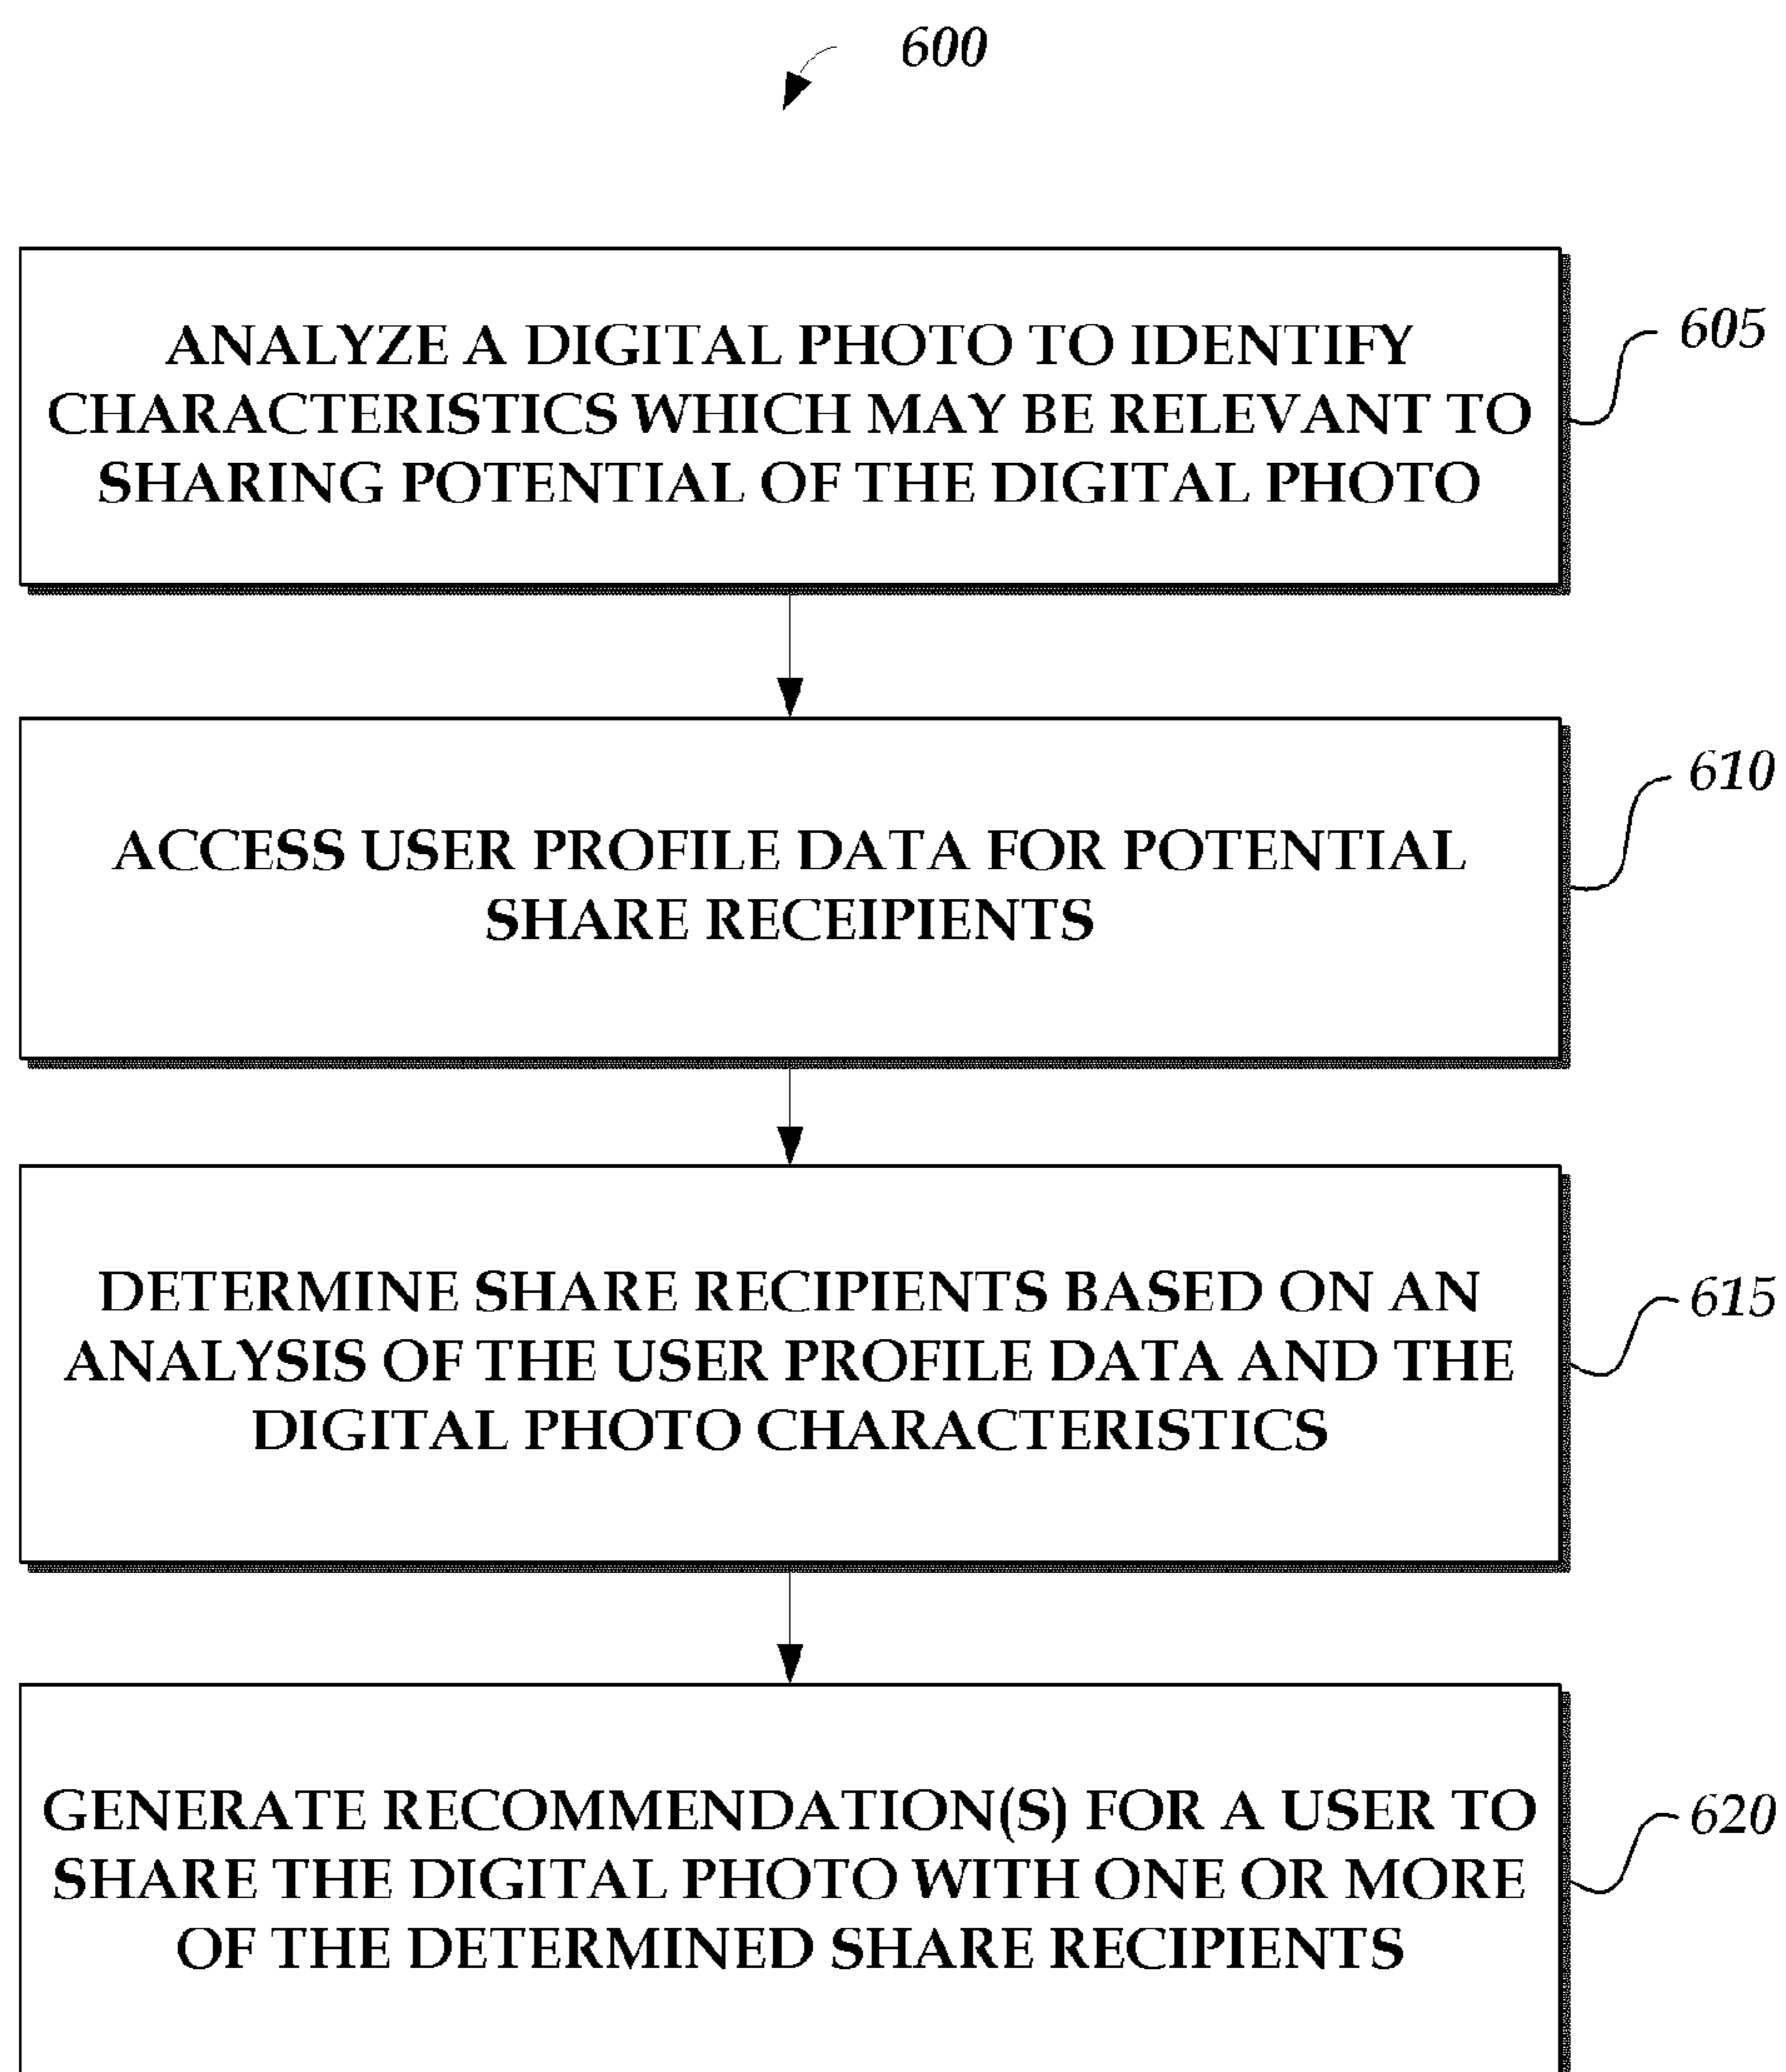 600
ANALYZE A DIGITAL PHOTO TO IDENTIFY
CHARACTERISTICS WHICH MAY BE RELEVANT TO
SHARING POTENTIAL OF THE DIGITAL PHOTO
605
ACCESS USER PROFILE DATA FOR POTENTIAL
SHARE RECEIPIENTS
610
DETERMINE SHARE RECIPIENTS BASED ON AN
ANALYSIS OF THE USER PROFILE DATA AND THE
DIGITAL PHOTO CHARACTERISTICS
615
GENERATE RECOMMENDATION(S) FOR A USER TO
SHARE THE DIGITAL PHOTO WITH ONE OR MORE
OF THE DETERMINED SHARE RECIPIENTS
620